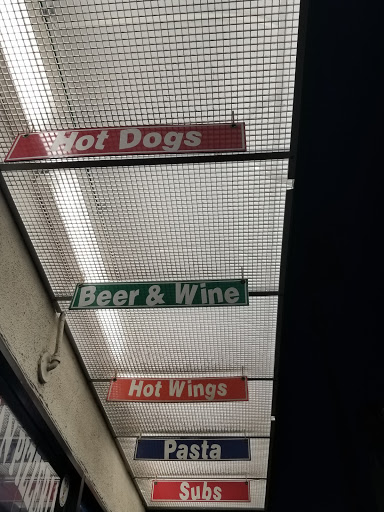 Hot Dogs
Beer & Wine
Hot Wings
Pasta
Subs